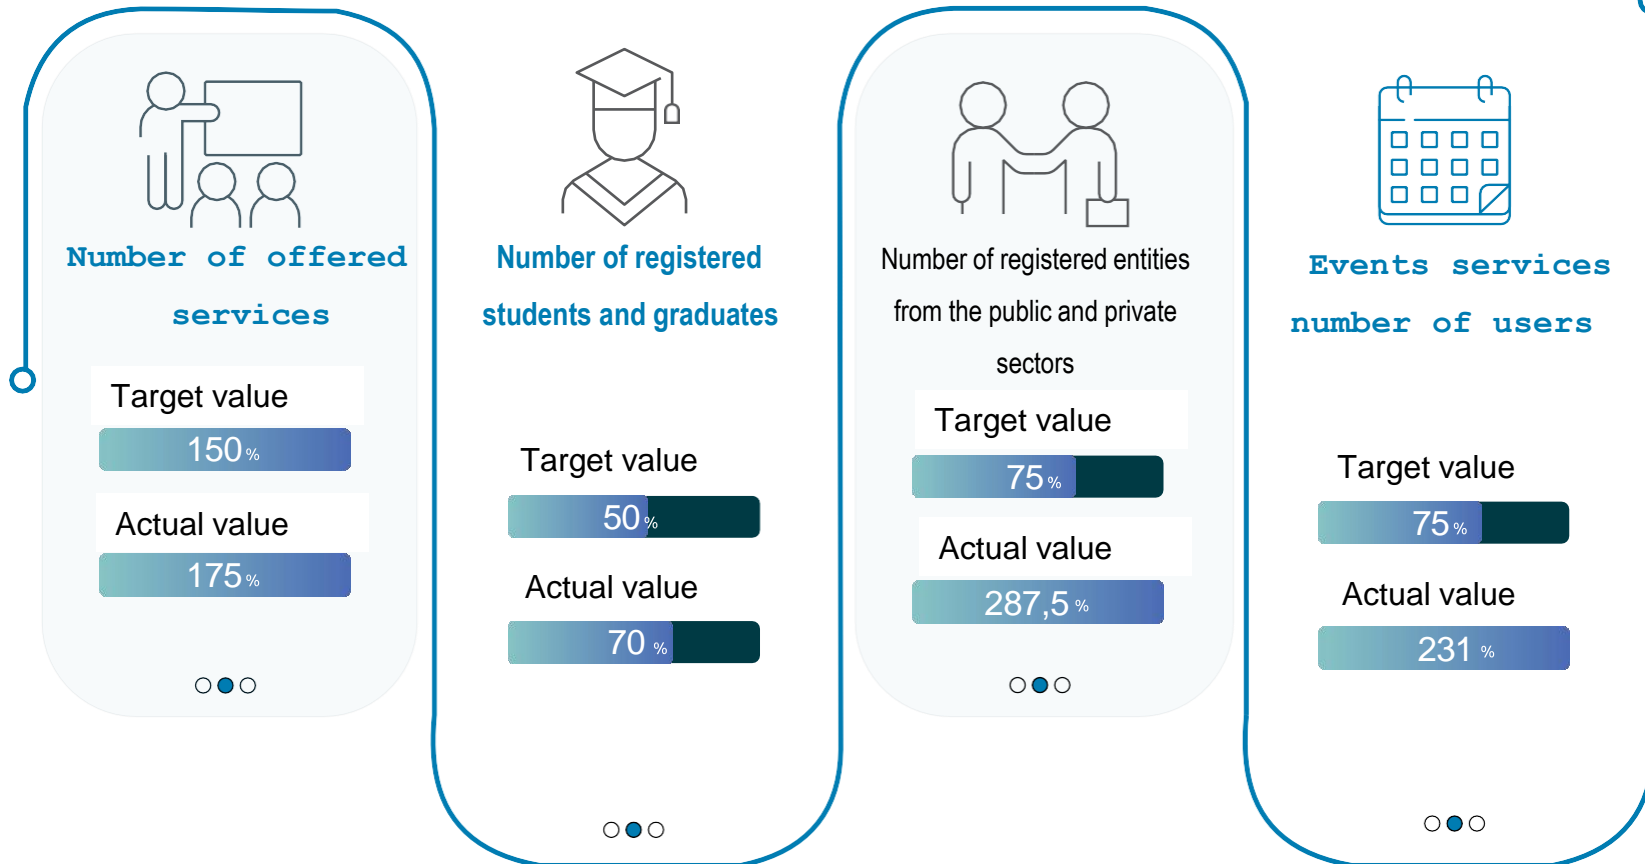 Number of offered
services
Target value
150%
Actual value
175%
Number of registered
students and graduates
Target value
50%
Actual value
70 %
Number of registered entities
from the public and private
sectors
Target value
75%
Actual value
287,5 %
Events services
number of users
Target value
75%
Actual value
231 %